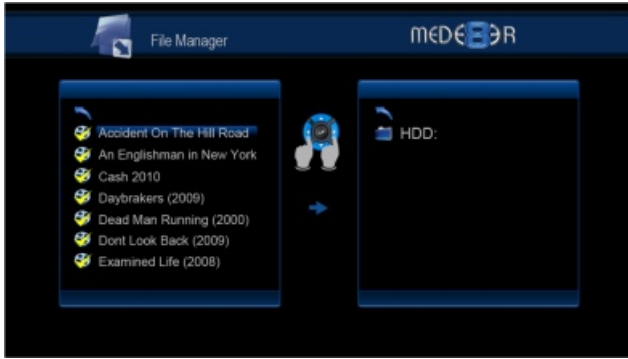 File Manager
MEDE8ER
Accident On The Hill Road
An Englishman in New York
Cash 2010
Daybrakers (2009)
Dead Man Running (2000)
Dont Look Back (2009)
Examined Life (2008)
HDD: